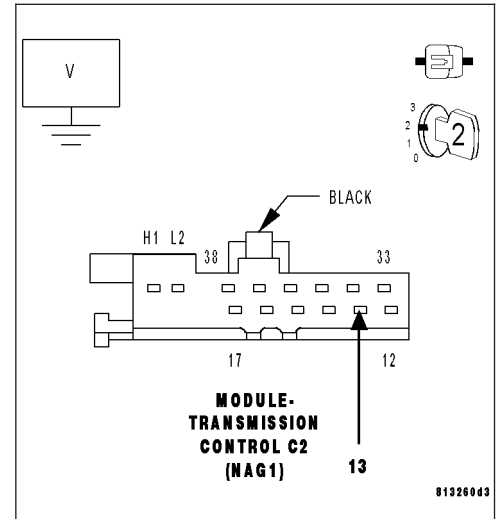 V
3
2
1
0
2
BLACK
H1 L2
38
33
17
12
MODULE-
TRANSMISSION
CONTROL C2
(NAG1)
13
813260d3